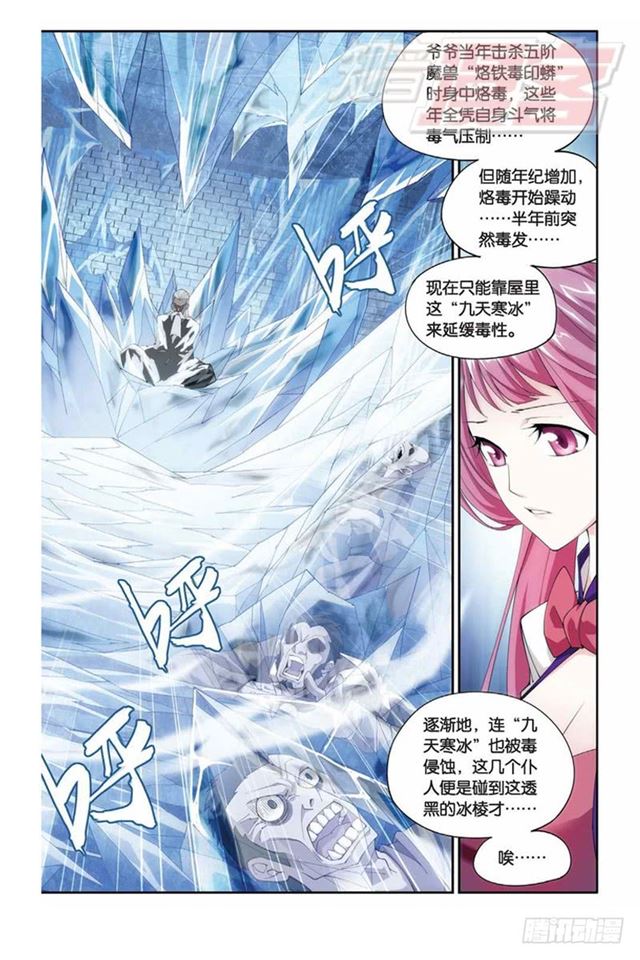 爷爷当年击杀五阶
魔兽“烙铁毒印蟒”
时身中烙毒，这些
年全凭自身斗气将
毒气压制……
但随年纪增加，
烙毒开始躁动
……半年前突
然毒发……
现在只能靠屋里
这“九天寒冰”
来延缓毒性。
呼
呼
呼
逐渐地，连“九
天寒冰”也被毒
侵蚀，这几个仆
人便是碰到这透
黑的冰棱才……
唉……
腾讯动漫